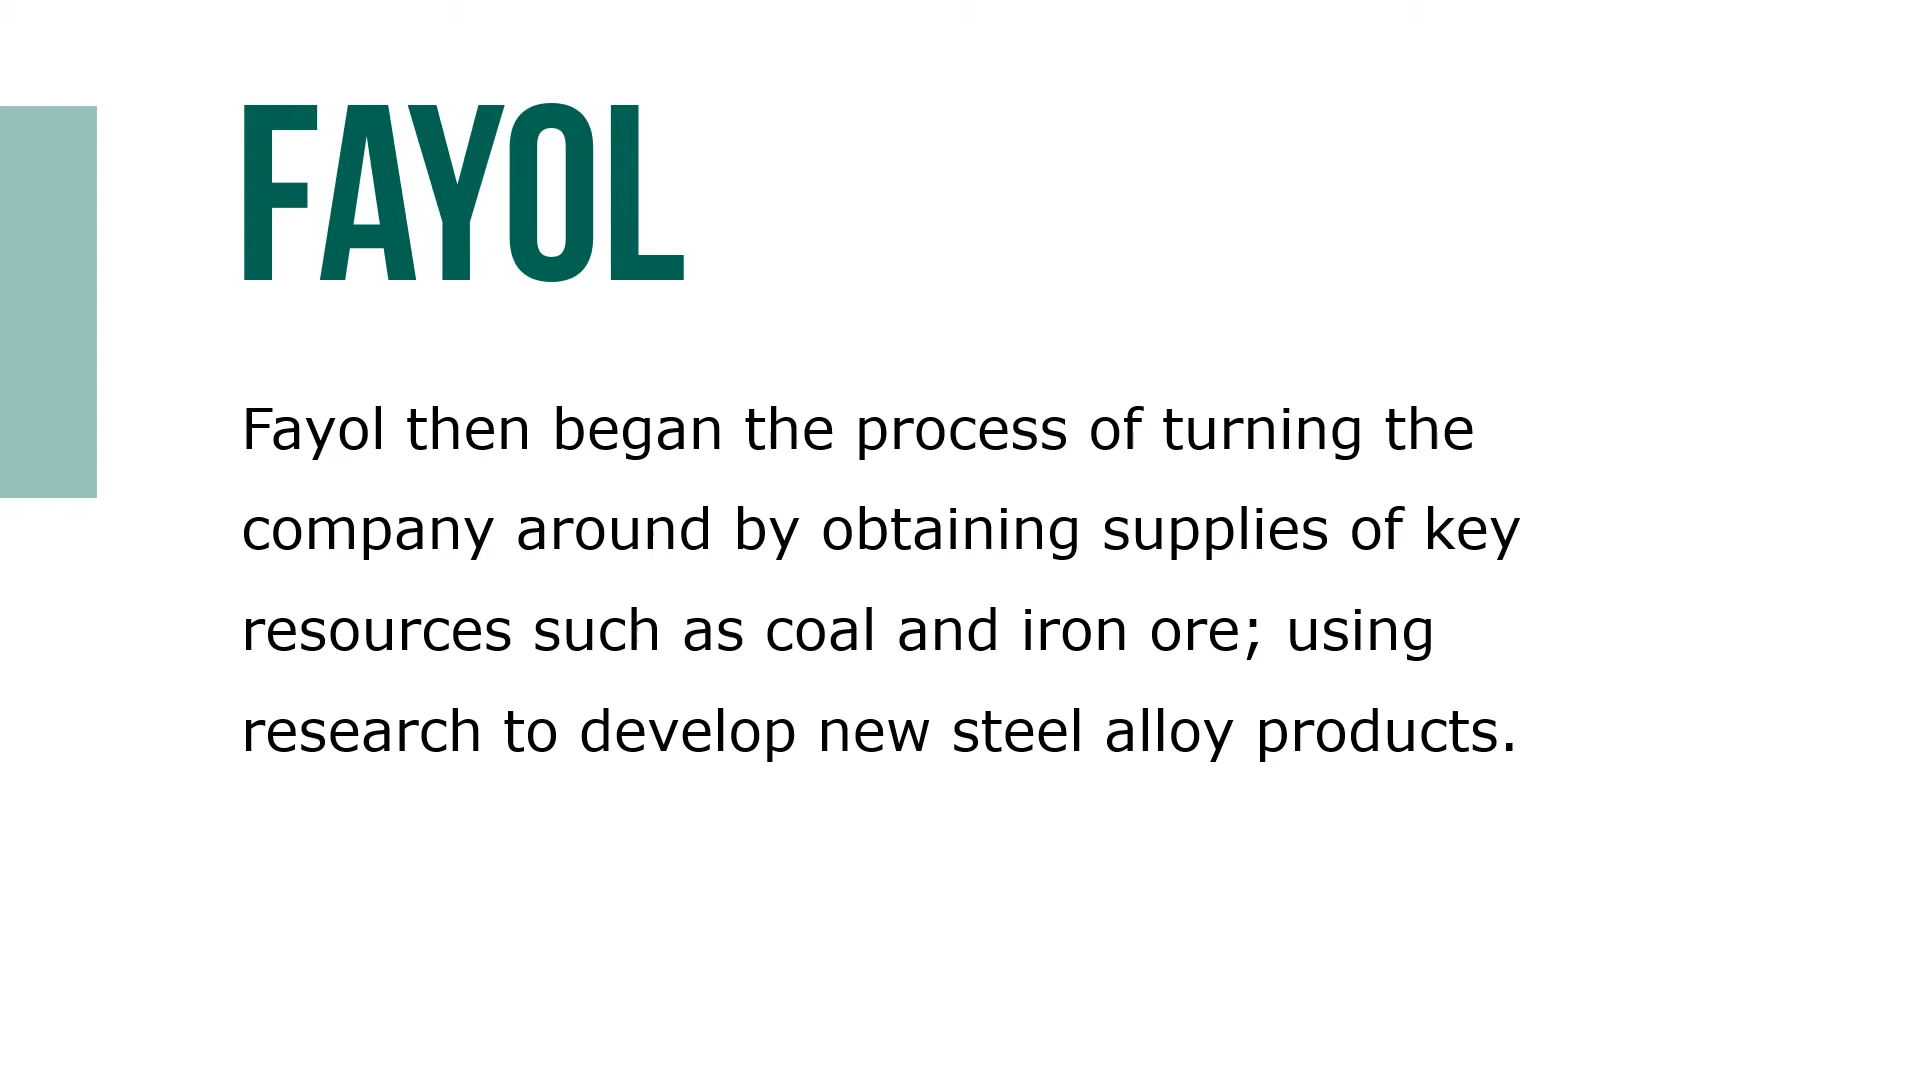 FAYOL
Fayol then began the process of turning the
company around by obtaining supplies of key
resources such as coal and iron ore; using
research to develop new steel alloy products.